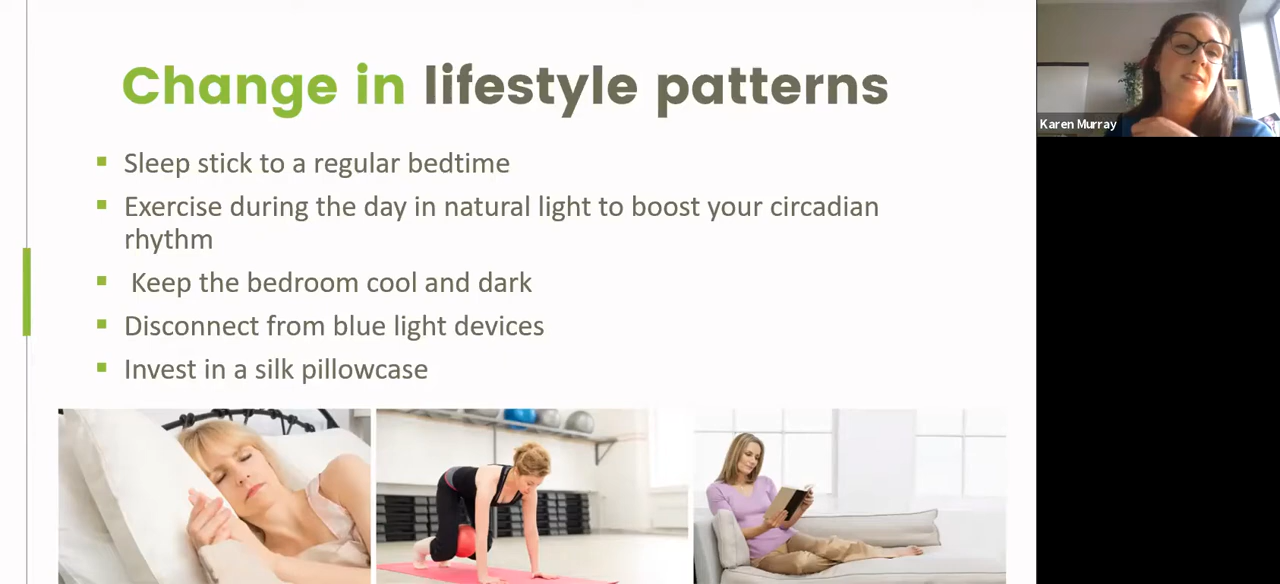 Change in lifestyle patterns
Sleep stick to a regular bedtime
Exercise during the day in natural light to boost your circadian
rhythm
Keep the bedroom cool and dark
Disconnect from blue light devices
Invest in a silk pillowcase
Karen Murray